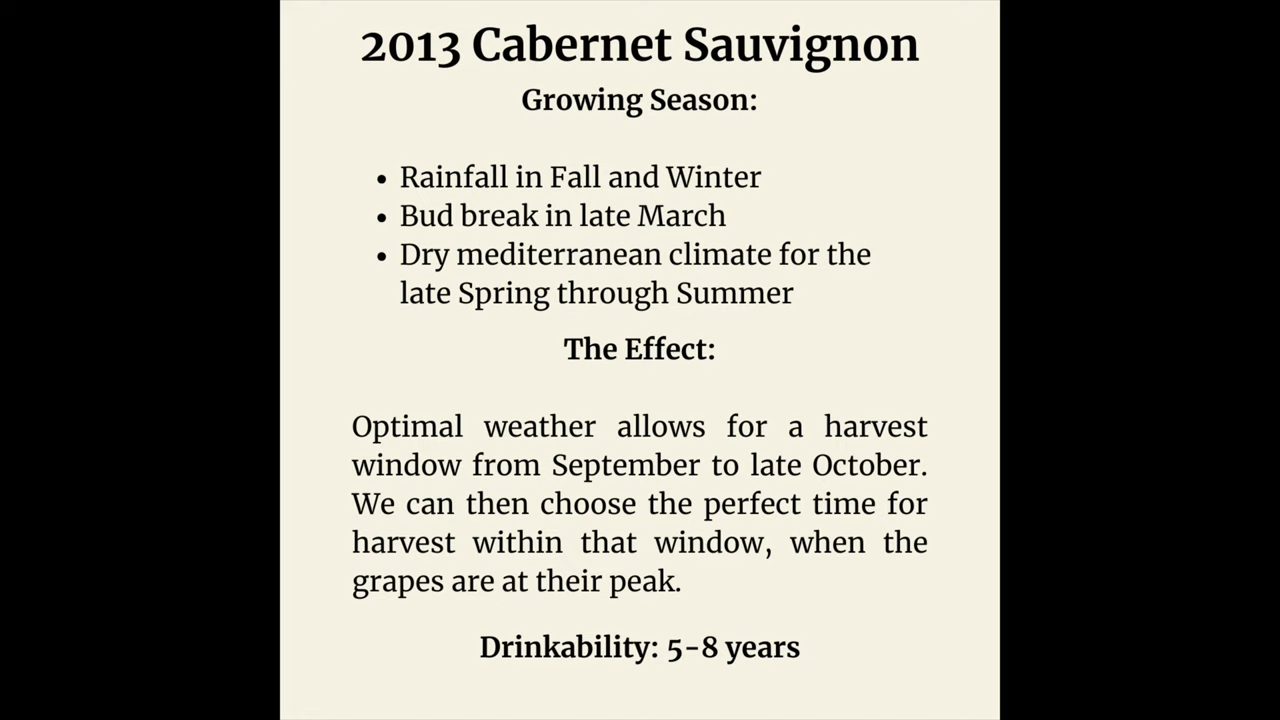 2013 Cabernet Sauvignon
Growing Season:
• Rainfall in Fall and Winter
• Bud break in late March
• Dry mediterranean climate for the
late Spring through Summer
The Effect:
Optimal weather allows for a harvest
window from September to late October.
We can then choose the perfect time for
harvest within that window, when the
grapes are at their peak.
Drinkability: 5-8 years